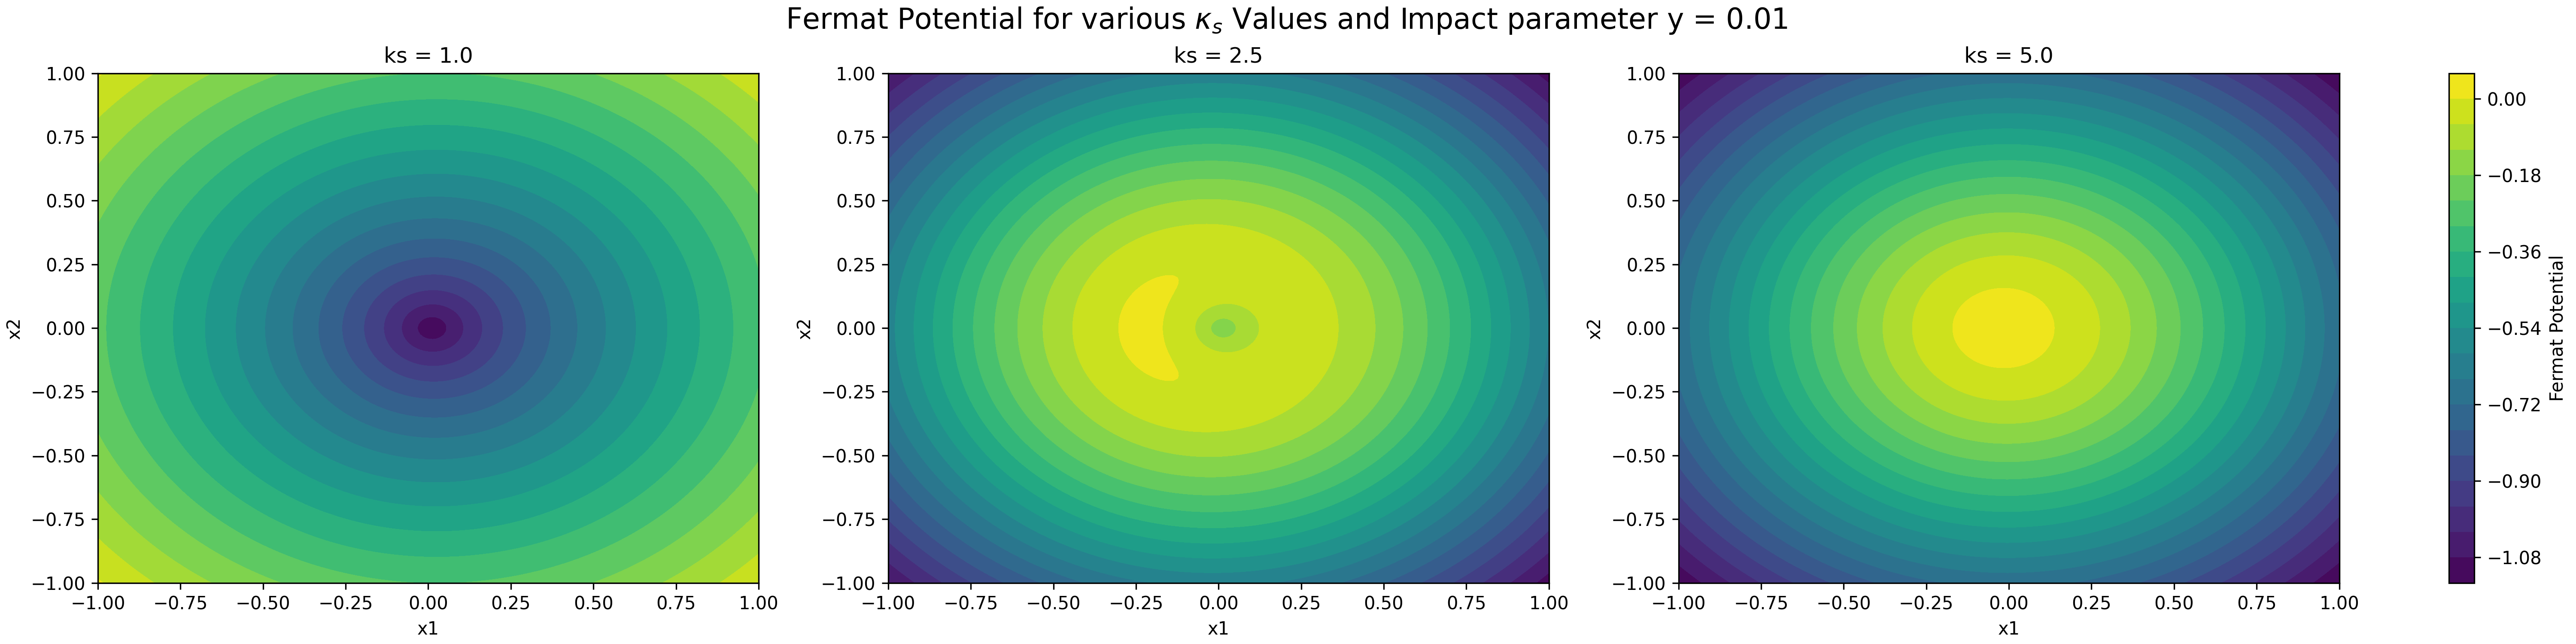 Fermat Potential for various κs Values and Impact parameter y = 0.01
ks = 1.0
1.00
0.75
0.50
0.25
0.00
−0.25
−0.50
−0.75
−1.00
x2
−1.00 −0.75 −0.50 −0.25 0.00 0.25 0.50 0.75 1.00
x1
ks = 2.5
1.00
0.75
0.50
0.25
0.00
−0.25
−0.50
−0.75
−1.00
x2
−1.00 −0.75 −0.50 −0.25 0.00 0.25 0.50 0.75 1.00
x1
ks = 5.0
1.00
0.75
0.50
0.25
0.00
−0.25
−0.50
−0.75
−1.00
x2
−1.00 −0.75 −0.50 −0.25 0.00 0.25 0.50 0.75 1.00
x1
0.00
−0.18
−0.36
−0.54
−0.72
−0.90
−1.08
Fermat Potential